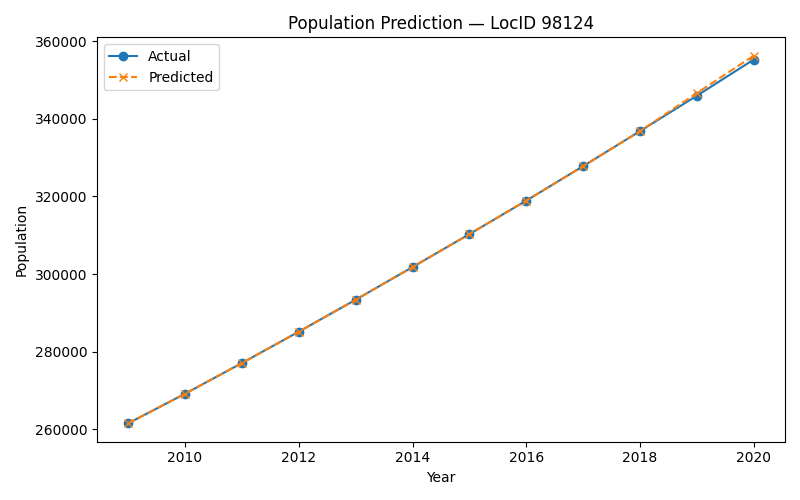 Population Prediction — LocID 98124
Actual
Predicted
360000
340000
320000
300000
280000
260000
Population
2010 2012 2014 2016 2018 2020
Year